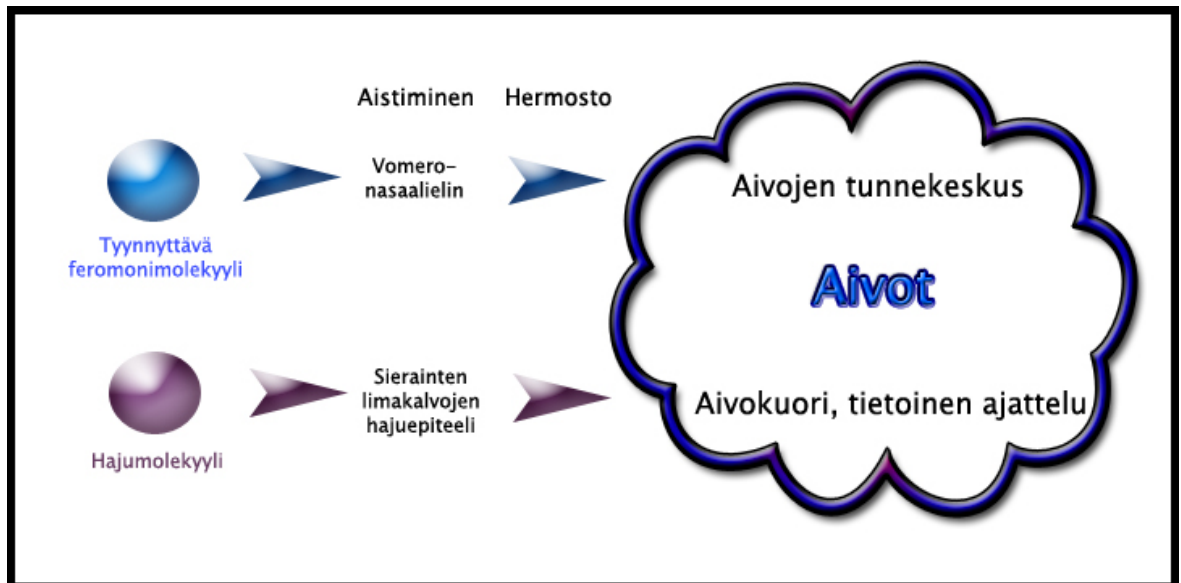 Aistiminen Hermosto
Vomero-
nasaalielin
Aivojen tunnekeskus
Tyynnyttävä
feromonimolekyyli
Aivot
Sierainten
limakalvojen
hajuepiteeli
Aivokuori, tietoinen ajattelu
Hajumolekyyli